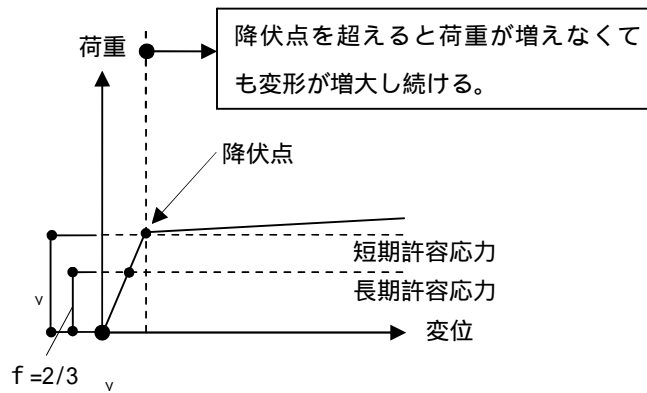 荷重
降伏点を超えると荷重が増えなくて
も変形が増大し続ける。
降伏点
短期許容応力
長期許容応力
v
変位
f =2/3 v